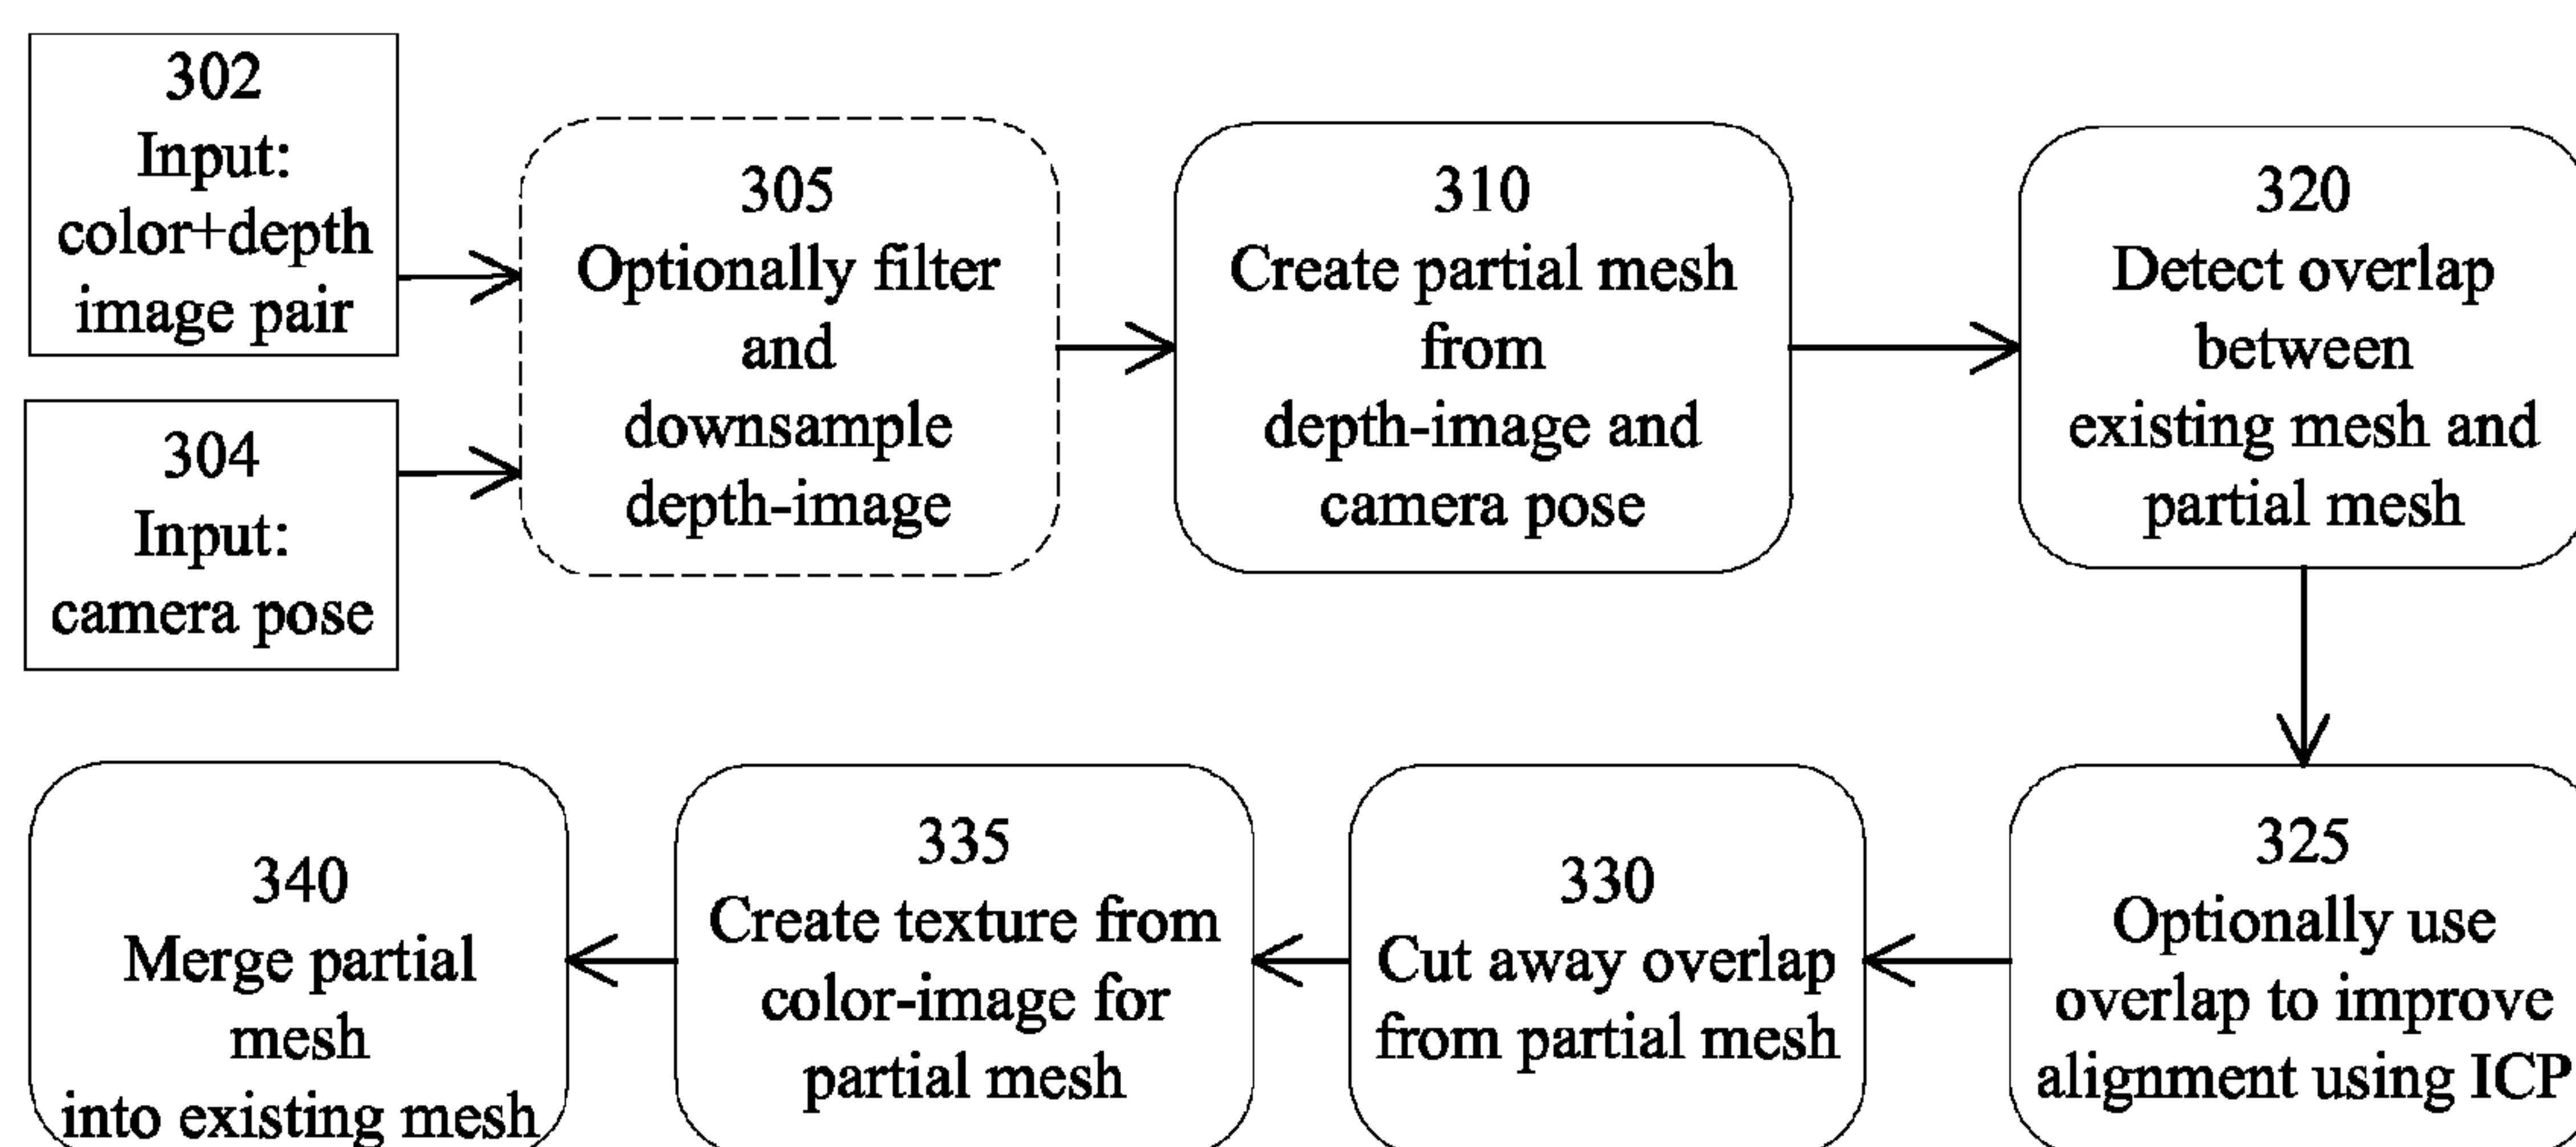 302
Input:
color+depth
image pair
304
Input:
camera pose
305
Optionally filter
and
downsample
depth-image
310
Create partial mesh
from
depth-image and
camera pose
320
Detect overlap
between
existing mesh and
partial mesh
325
Optionally use
overlap to improve
alignment using ICP
330
Cut away overlap
from partial mesh
335
Create texture from
color-image for
partial mesh
340
Merge partial
mesh
into existing mesh